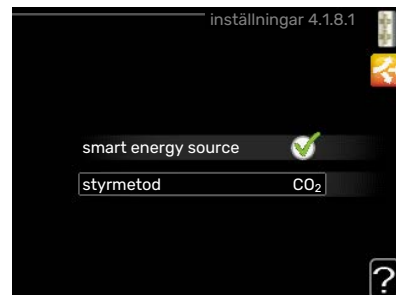 inställningar 4.1.8.1
smart energy source
styrmetod CO₂
?